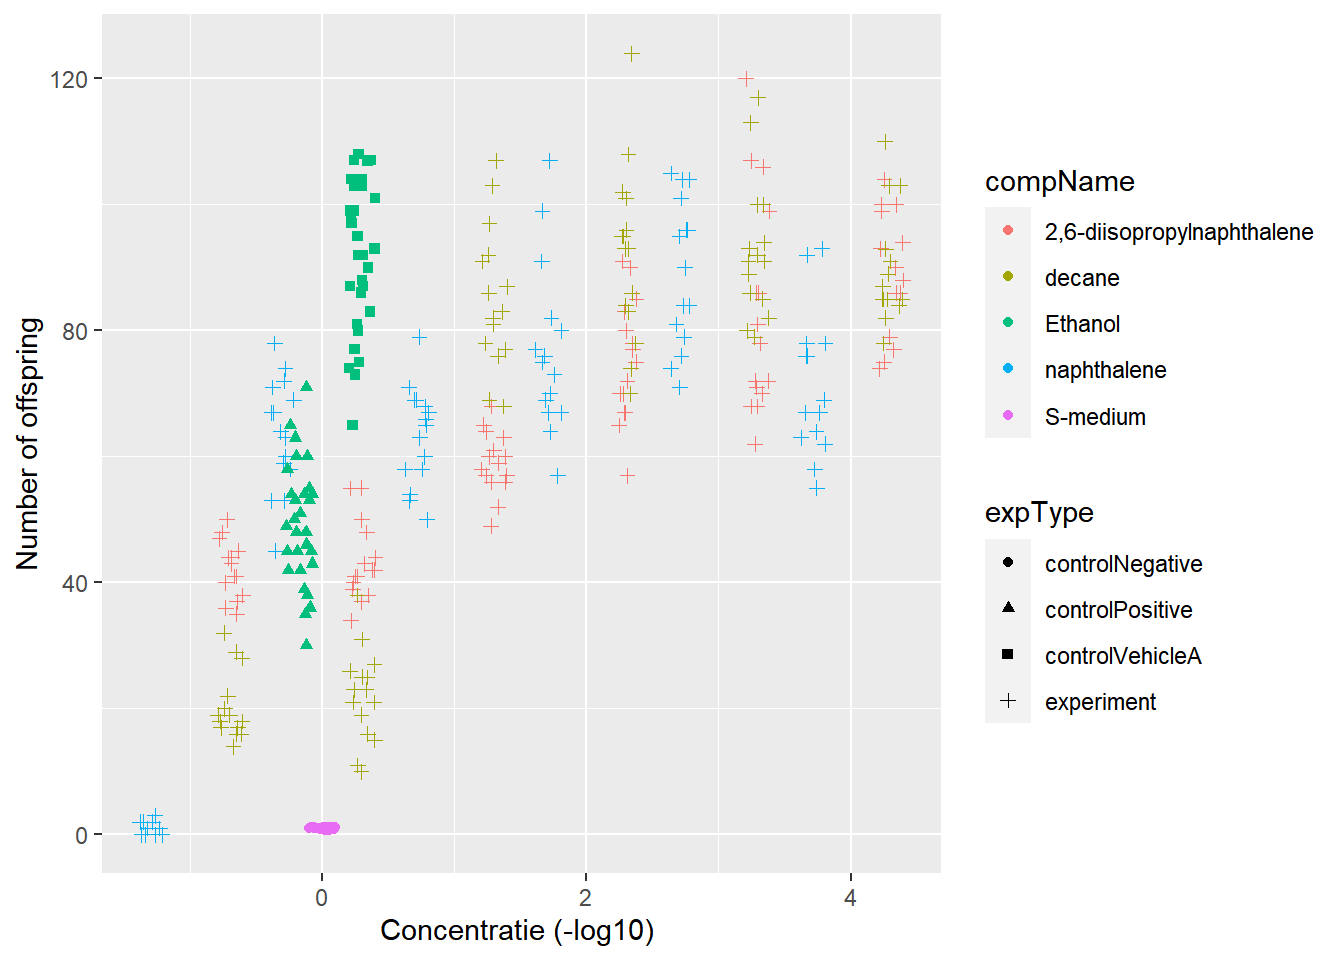 120
80
40
0
0
2
4
Number of offspring
Concentratie (-log10)
compName
2,6-diisopropylnaphthalene
decane
Ethanol
naphthalene
S-medium
expType
controlNegative
controlPositive
controlVehicleA
experiment